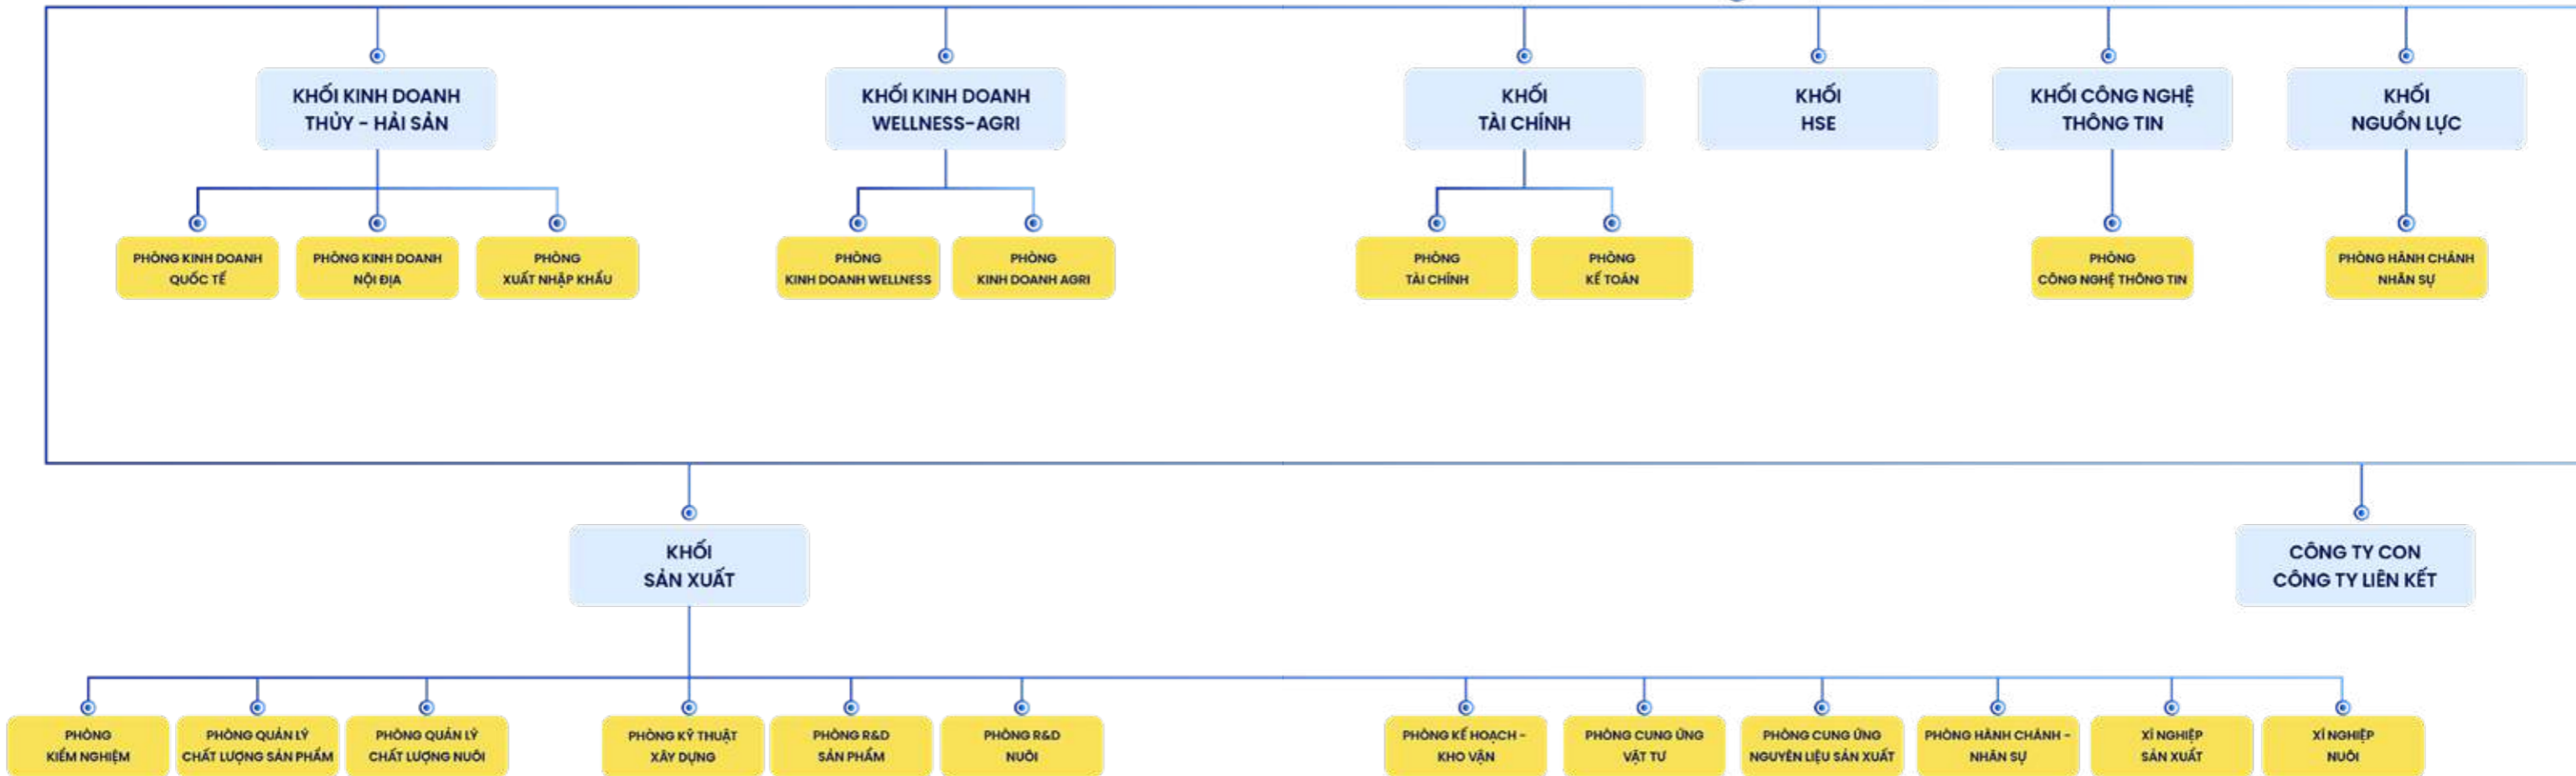 KHỐI KINH DOANH
THỦY - HẢI SẢN
KHỐI KINH DOANH
WELLNESS-AGRI
KHỐI
TÀI CHÍNH
KHỐI
HSE
KHỐI CÔNG NGHỆ
THÔNG TIN
KHỐI
NGUỒN LỰC
PHÒNG KINH DOANH
QUỐC TẾ
PHÒNG KINH DOANH
NỘI ĐỊA
PHÒNG
XUẤT NHẬP KHẨU
PHÒNG
KINH DOANH WELLNESS
PHÒNG
KINH DOANH AGRI
PHÒNG
TÀI CHÍNH
PHÒNG
KẾ TOÁN
PHÒNG
CÔNG NGHỆ THÔNG TIN
PHÒNG HÀNH CHÁNH
NHÂN SỰ
KHỐI
SẢN XUẤT
CÔNG TY CON
CÔNG TY LIÊN KẾT
PHÒNG
KIỂM NGHIỆM
PHÒNG QUẢN LÝ
CHẤT LƯỢNG SẢN PHẨM
PHÒNG QUẢN LÝ
CHẤT LƯỢNG NUÔI
PHÒNG KỸ THUẬT
XÂY DỰNG
PHÒNG R&D
SẢN PHẨM
PHÒNG R&D
NUÔI
PHÒNG KẾ HOẠCH -
KHO VẬN
PHÒNG CUNG ỨNG
VẬT TƯ
PHÒNG CUNG ỨNG
NGUYÊN LIỆU SẢN XUẤT
PHÒNG HÀNH CHÁNH -
NHÂN SỰ
XÍ NGHIỆP
SẢN XUẤT
XÍ NGHIỆP
NUÔI